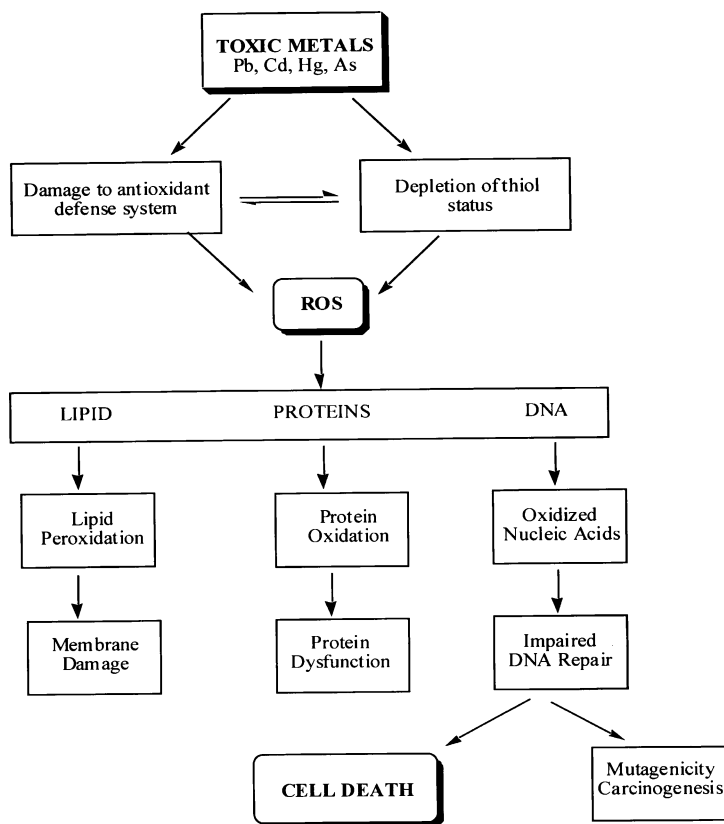 TOXIC METALS
Pb, Cd, Hg, As
Damage to antioxidant
defense system
Depletion of thiol
status
ROS
LIPID PROTEINS DNA
Lipid
Peroxidation
Protein
Oxidation
Oxidized
Nucleic Acids
Membrane
Damage
Protein
Dysfunction
Impaired
DNA Repair
CELL DEATH
Mutagenicity
Carcinogenesis